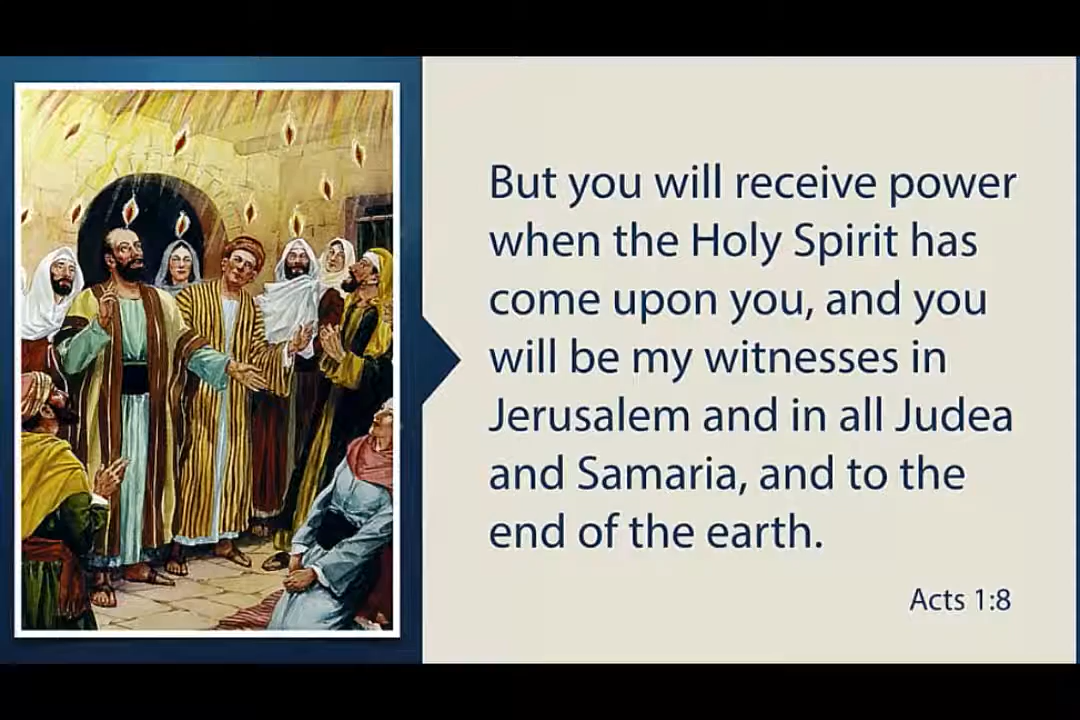 But you will receive power
when the Holy Spirit has
come upon you, and you
will be my witnesses in
Jerusalem and in all Judea
and Samaria, and to the
end of the earth.
Acts 1:8